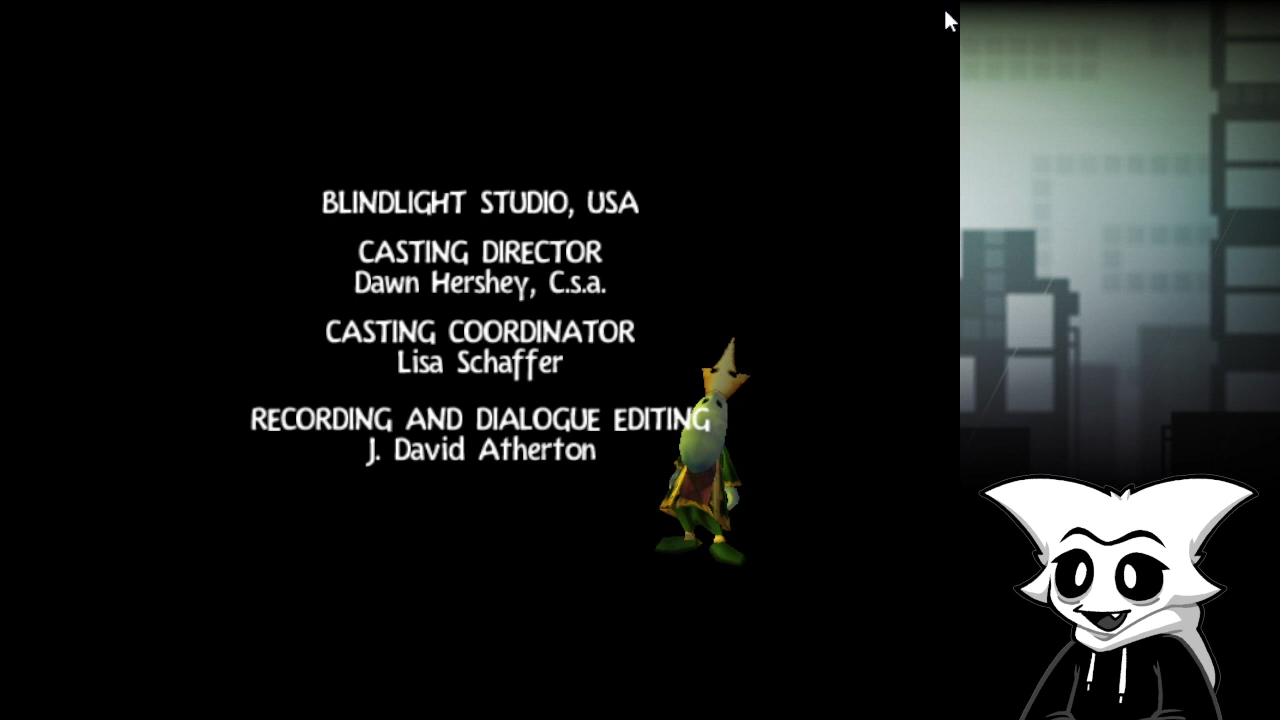 BLINDLIGHT STUDIO, USA
CASTING DIRECTOR
Dawn Hershey, C.s.a.
CASTING COORDINATOR
Lisa Schaffer
RECORDING AND DIALOGUE EDITING
J. David Atherton